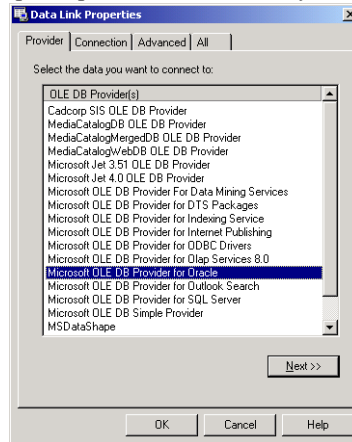 Data Link Properties
Provider Connection Advanced All
Select the data you want to connect to:
OLE DB Provider(s)
Cadcorp SIS OLE DB Provider
MediaCatalogDB OLE DB Provider
MediaCatalogMergedDB OLE DB Provider
MediaCatalogWebDB OLE DB Provider
Microsoft Jet 3.51 OLE DB Provider
Microsoft Jet 4.0 OLE DB Provider
Microsoft OLE DB Provider For Data Mining Services
Microsoft OLE DB Provider for DTS Packages
Microsoft OLE DB Provider for Indexing Service
Microsoft OLE DB Provider for Internet Publishing
Microsoft OLE DB Provider for ODBC Drivers
Microsoft OLE DB Provider for Olap Services 8.0
Microsoft OLE DB Provider for Oracle
Microsoft OLE DB Provider for Outlook Search
Microsoft OLE DB Provider for SQL Server
Microsoft OLE DB Simple Provider
MSDataShape
Next >>
OK Cancel Help